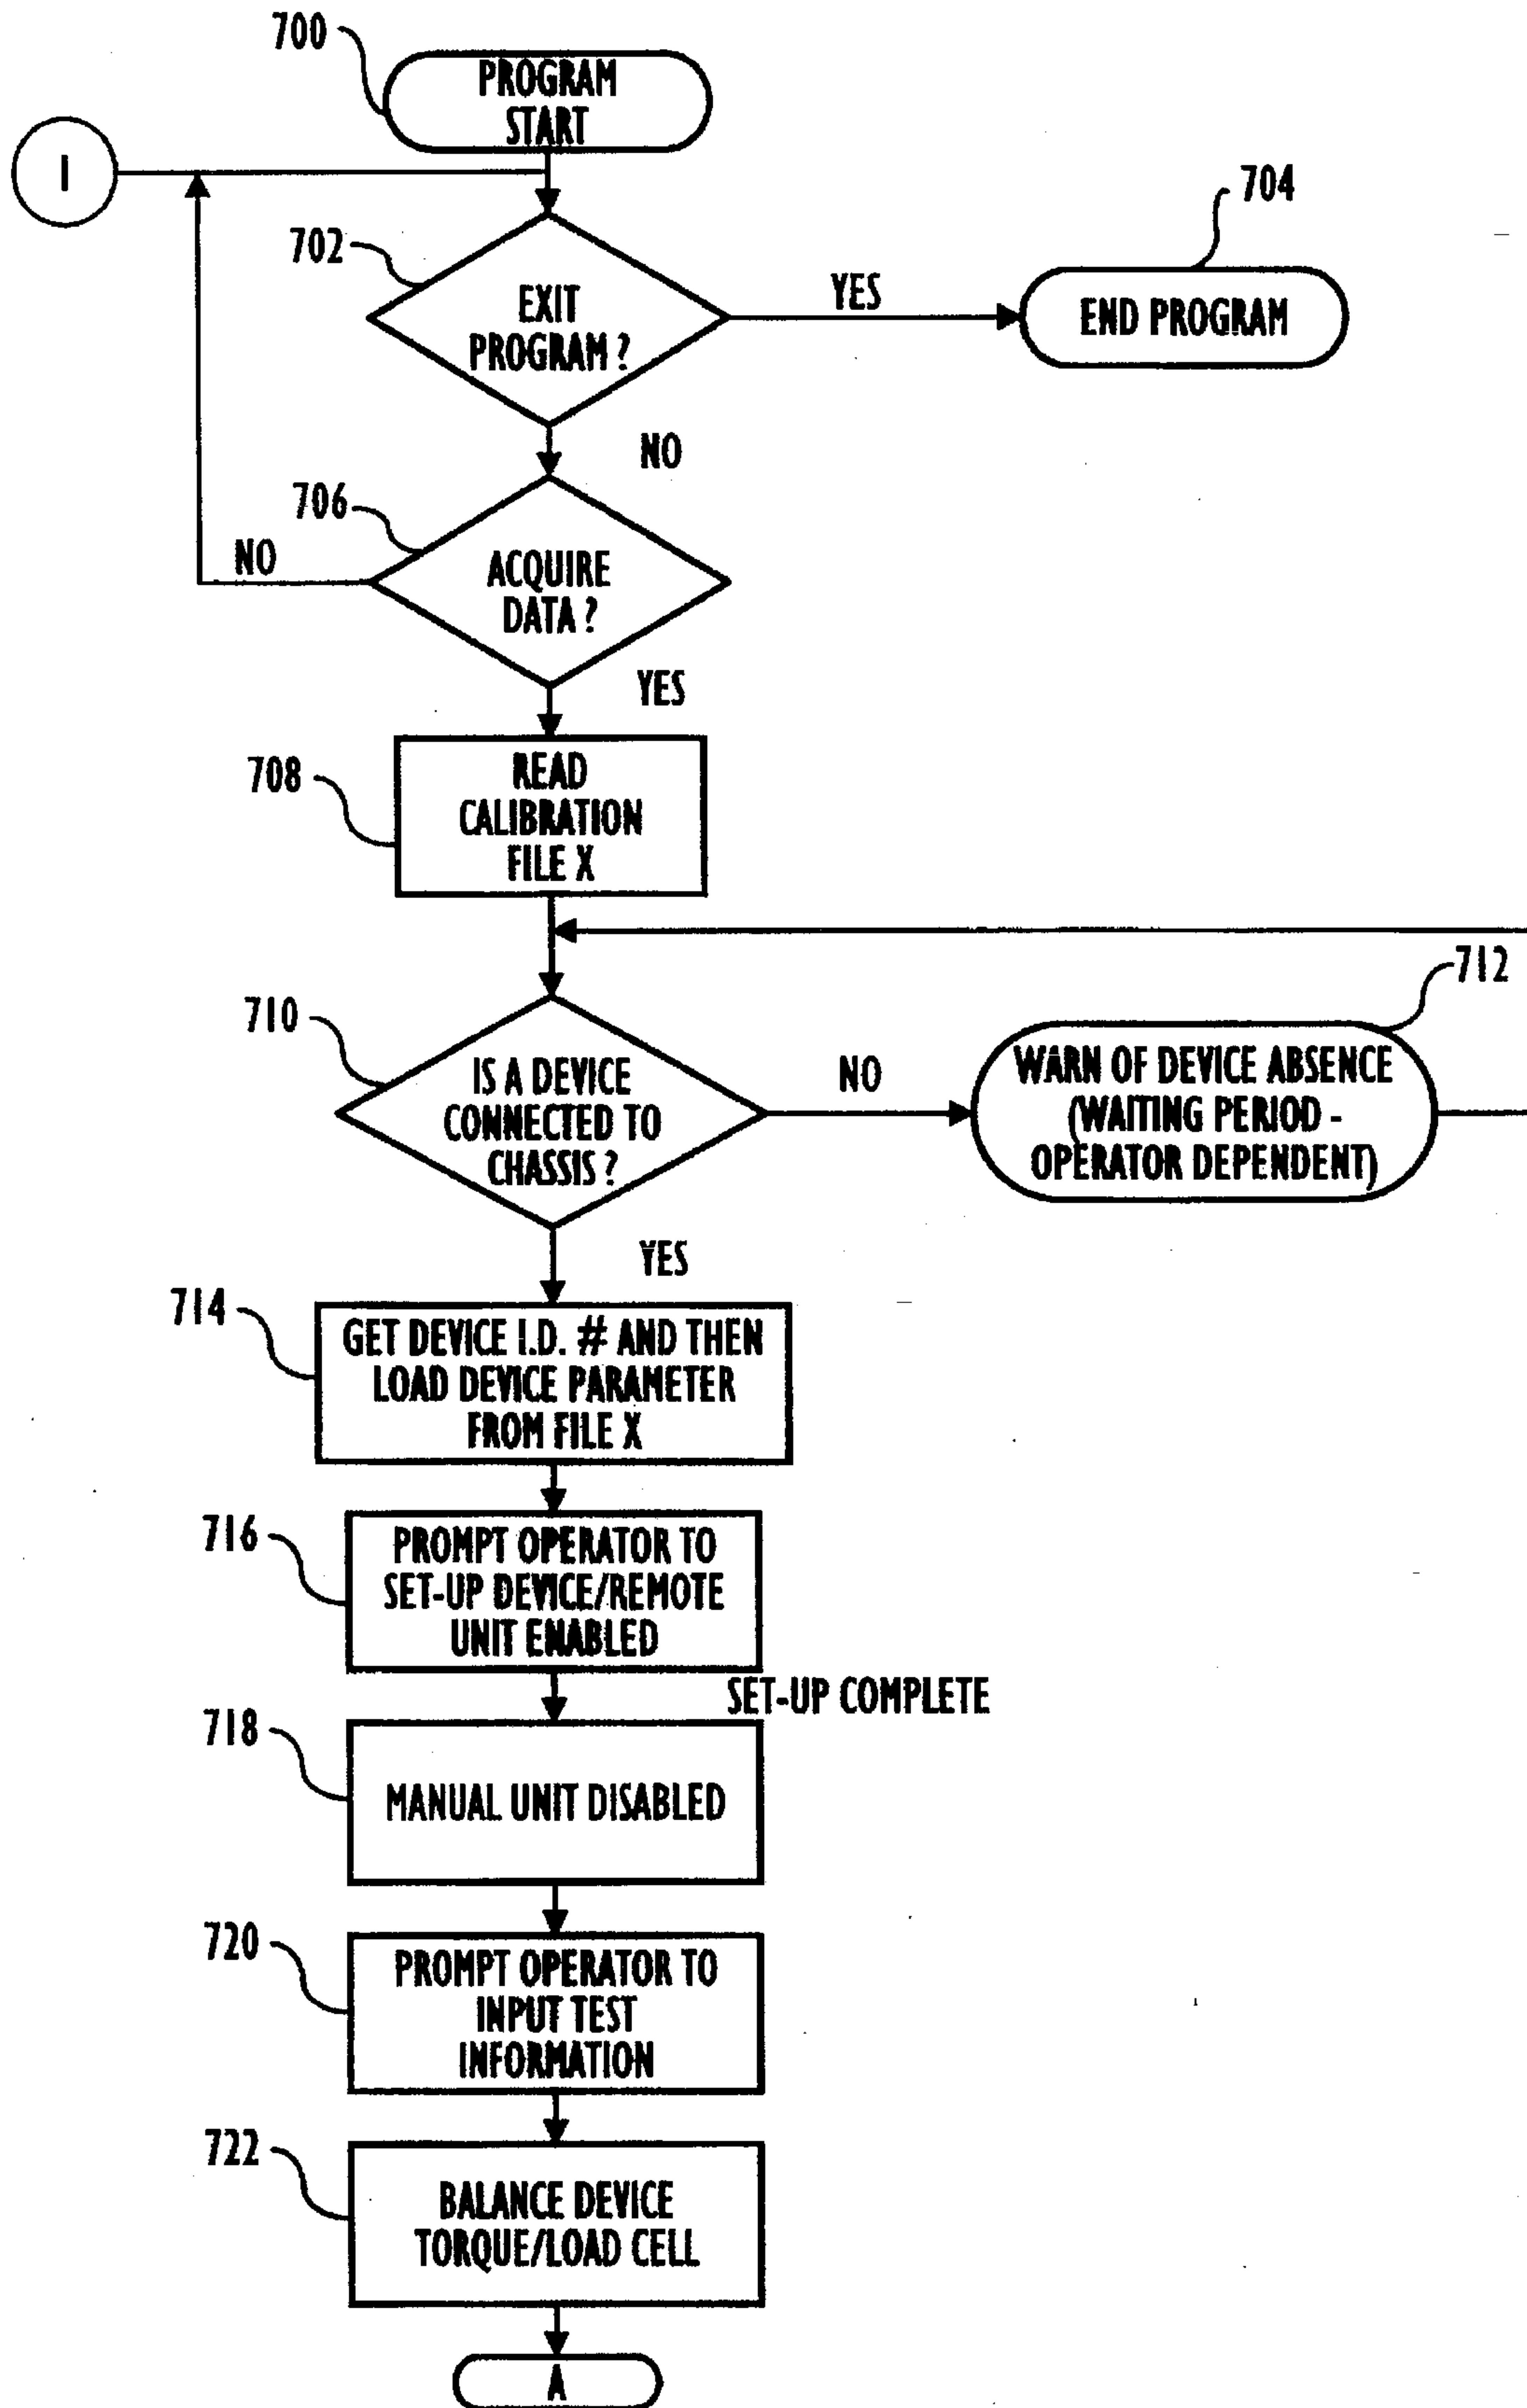 700
PROGRAM
START
I
702
704
EXIT
PROGRAM ?
YES
END PROGRAM
NO
706
NO
ACQUIRE
DATA ?
YES
708
READ
CALIBRATION
FILE X
712
710
IS A DEVICE
CONNECTED TO
CHASSIS ?
NO
WARN OF DEVICE ABSENCE
(WAITING PERIOD -
OPERATOR DEPENDENT)
YES
714
GET DEVICE I.D. # AND THEN
LOAD DEVICE PARAMETER
FROM FILE X
716
PROMPT OPERATOR TO
SET-UP DEVICE/REMOTE
UNIT ENABLED
SET-UP COMPLETE
718
MANUAL UNIT DISABLED
720
PROMPT OPERATOR TO
INPUT TEST
INFORMATION
722
BALANCE DEVICE
TORQUE/LOAD CELL
A